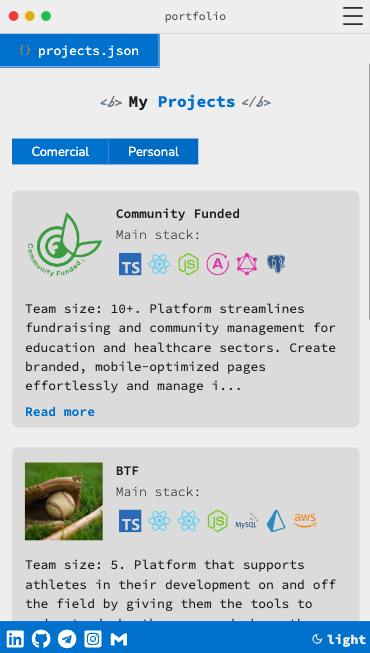 portfolio
projects.json
<b> My Projects </b>
Comercial Personal
Community Funded
Community Funded
Main stack:
TS
JS
A
Team size: 10+. Platform streamlines
fundraising and community management for
education and healthcare sectors. Create
branded, mobile-optimized pages
effortlessly and manage i...
Read more
BTF
Main stack:
TS
JS
MySQL
aws
Team size: 5. Platform that supports
athletes in their development on and off
the field by giving them the tools to
in
light